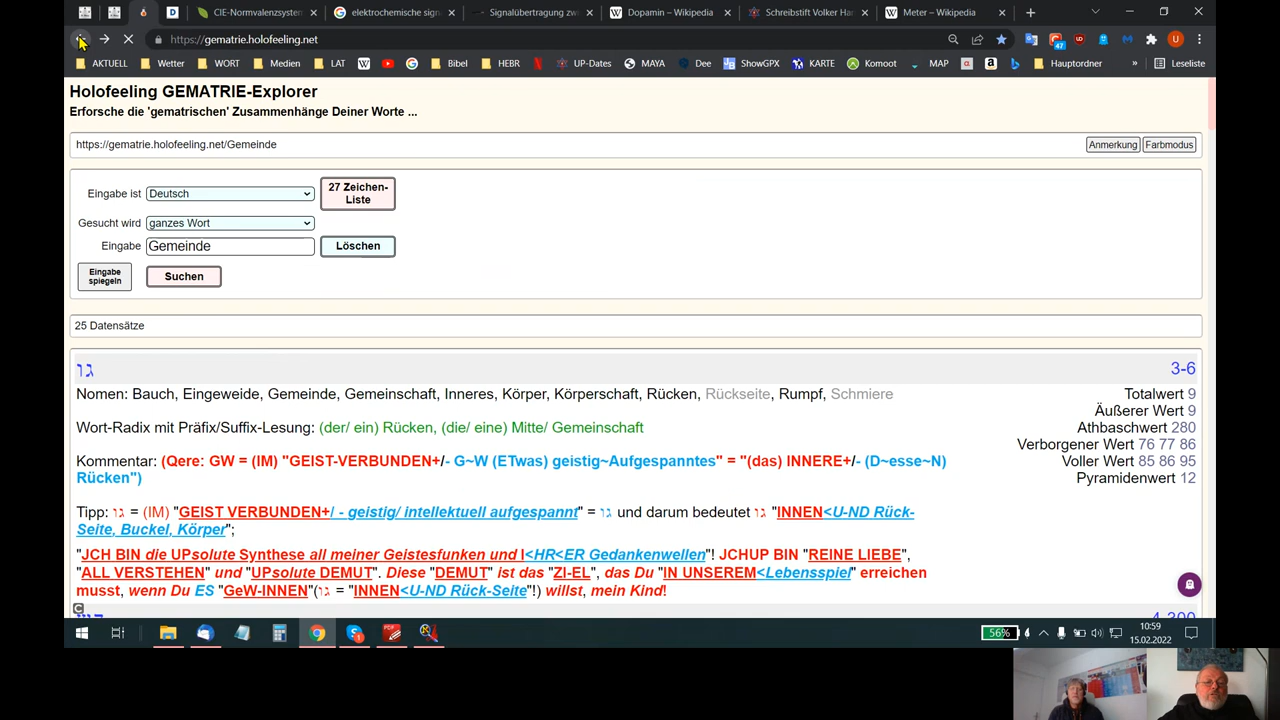 CIE-Normvalenzsystem
elektrochemische sign
Signalübertragung zwi
Dopamin – Wikipedia
Schreibstift Volker Har
Meter – Wikipedia
https://gematrie.holofeeling.net
47
U
AKTUELL
Wetter
WORT
Medien
LAT
Bibel
HEBR
UP-Dates
MAYA
Dee
ShowGPX
KARTE
Komoot
MAP
Hauptordner
»
Leseliste
Holofeeling GEMATRIE-Explorer
Erforsche die 'gematrischen' Zusammenhänge Deiner Worte ...
https://gematrie.holofeeling.net/Gemeinde
Anmerkung
Farbmodus
Eingabe ist Deutsch
27 Zeichen-
Liste
Gesucht wird ganzes Wort
Eingabe Gemeinde
Löschen
Eingabe
spiegeln
Suchen
25 Datensätze
גו 3-6
Nomen: Bauch, Eingeweide, Gemeinde, Gemeinschaft, Inneres, Körper, Körperschaft, Rücken, Rückseite, Rumpf, Schmiere
Totalwert 9
Äußerer Wert 9
Athbaschwert 280
Verborgener Wert 76 77 86
Voller Wert 85 86 95
Pyramidenwert 12
Wort-Radix mit Präfix/Suffix-Lesung: (der/ ein) Rücken, (die/ eine) Mitte/ Gemeinschaft
Kommentar: (Qere: GW = (IM) "GEIST-VERBUNDEN+/- G~W (ETwas) geistig~Aufgespanntes" = "(das) INNERE+/- (D~esse~N)
Rücken")
Tipp: גו = (IM) "GEIST VERBUNDEN+/ - geistig/ intellektuell aufgespannt" = גו und darum bedeutet גו "INNEN<U-ND Rück-
Seite, Buckel, Körper";
"JCH BIN die UPsolute Synthese all meiner Geistesfunken und I<HR<ER Gedankenwellen"! JCHUP BIN "REINE LIEBE",
"ALL VERSTEHEN" und "UPsolute DEMUT". Diese "DEMUT" ist das "ZI-EL", das Du "IN UNSEREM<Lebensspiel" erreichen
musst, wenn Du ES "GeW-INNEN"(גו = "INNEN<U-ND Rück-Seite"!) willst, mein Kind!
4-300
56%
10:59
15.02.2022